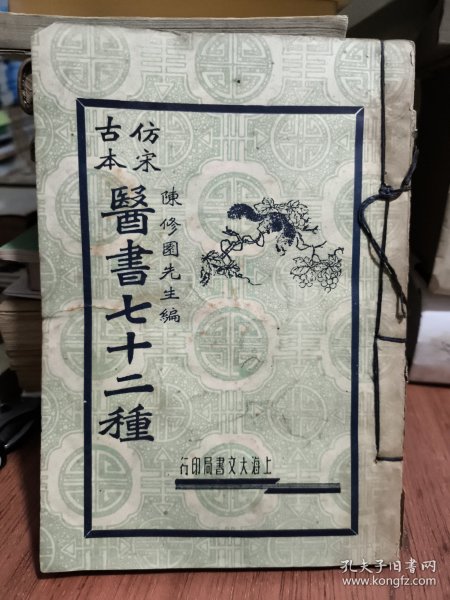 仿宋
古本
醫書七十二種
陳修園先生編
上海大文書局印行
孔夫子旧书网
www.kongfz.com